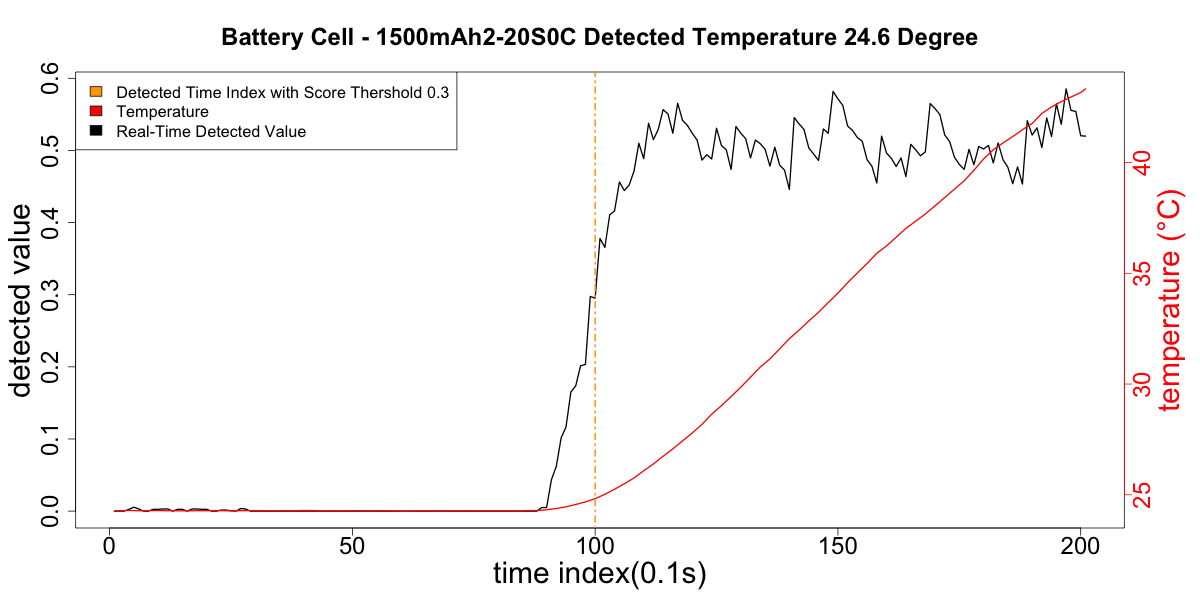 Battery Cell - 1500mAh2-20S0C Detected Temperature 24.6 Degree
Detected Time Index with Score Thershold 0.3
Temperature
Real-Time Detected Value
detected value
0.6
0.5
0.4
0.3
0.2
0.1
0.0
40
35
30
25
temperature (°C)
0 50 100 150 200
time index(0.1s)